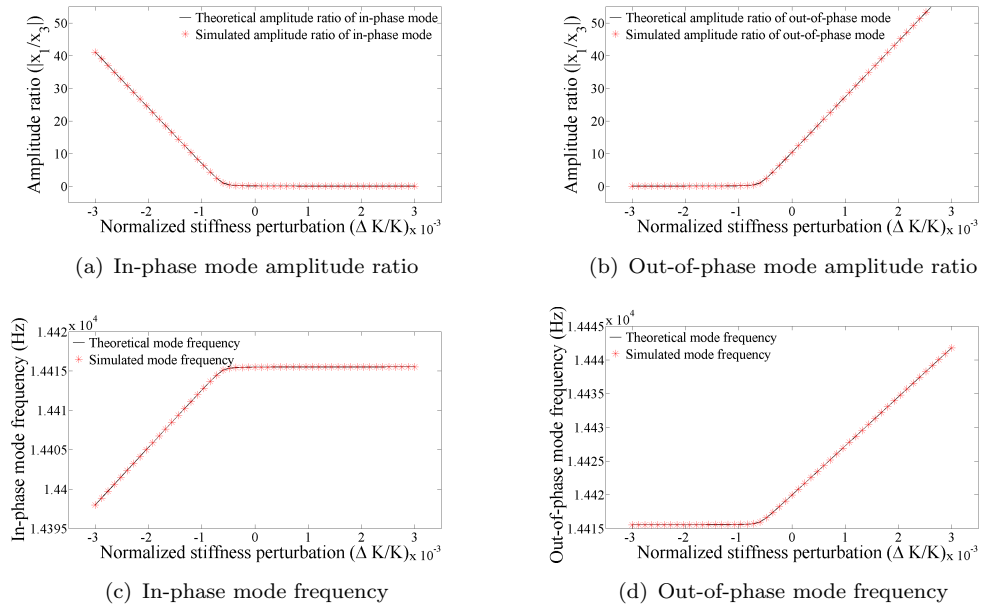 Theoretical amplitude ratio of in-phase mode
Simulated amplitude ratio of in-phase mode
Amplitude ratio (|x1/x3|)
50
40
30
20
10
0
-3 -2 -1 0 1 2 3
Normalized stiffness perturbation (Δ K/K) x 10-3
(a) In-phase mode amplitude ratio
Theoretical amplitude ratio of out-of-phase mode
Simulated amplitude ratio of out-of-phase mode
Amplitude ratio (|x1/x3|)
50
40
30
20
10
0
-3 -2 -1 0 1 2 3
Normalized stiffness perturbation (Δ K/K) x 10-3
(b) Out-of-phase mode amplitude ratio
x 104
Theoretical mode frequency
Simulated mode frequency
In-phase mode frequency (Hz)
1.442
1.4415
1.441
1.4405
1.44
1.4395
-3 -2 -1 0 1 2 3
Normalized stiffness perturbation (Δ K/K) x 10-3
(c) In-phase mode frequency
x 104
Theoretical mode frequency
Simulated mode frequency
Out-of-phase mode frequency (Hz)
1.4445
1.444
1.4435
1.443
1.4425
1.442
1.4415
-3 -2 -1 0 1 2 3
Normalized stiffness perturbation (Δ K/K) x 10-3
(d) Out-of-phase mode frequency